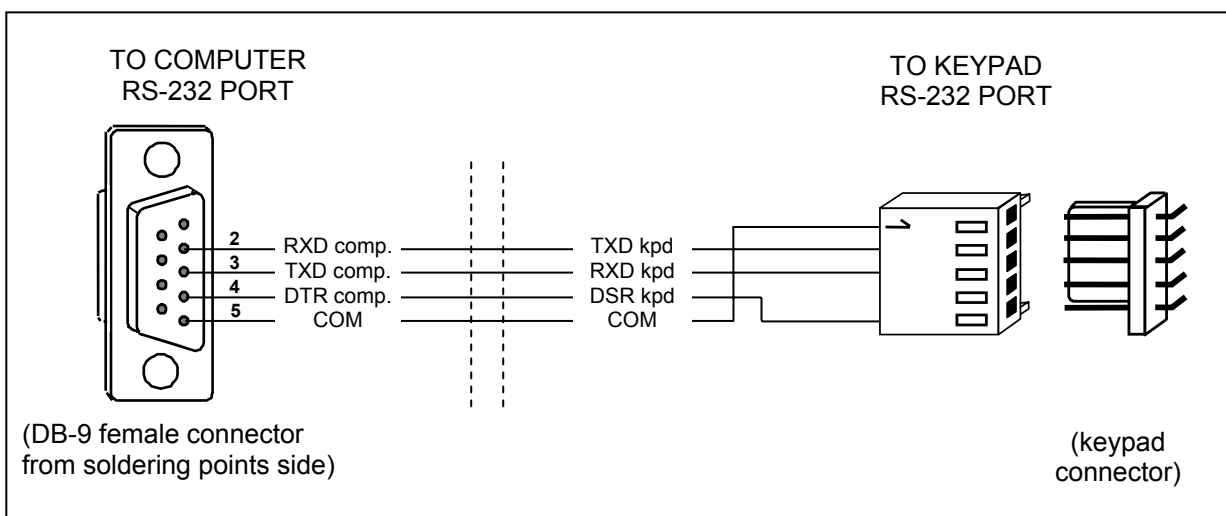 TO COMPUTER
RS-232 PORT
TO KEYPAD
RS-232 PORT
2 RXD comp. TXD kpd
3 TXD comp. RXD kpd
4 DTR comp. DSR kpd
5 COM COM
1
(DB-9 female connector
from soldering points side)
(keypad
connector)